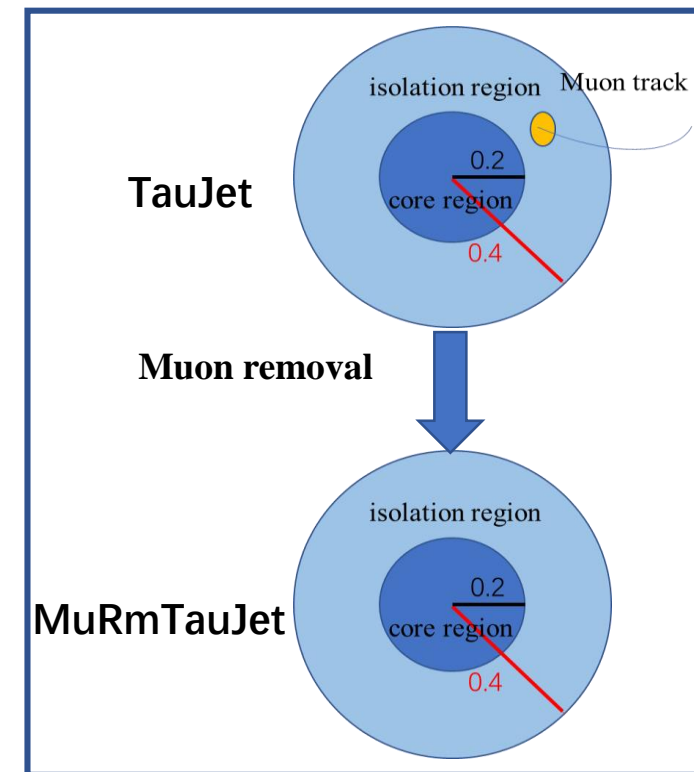 isolation region
Muon track
0.2
TauJet
core region
0.4
Muon removal
isolation region
0.2
MuRmTauJet
core region
0.4